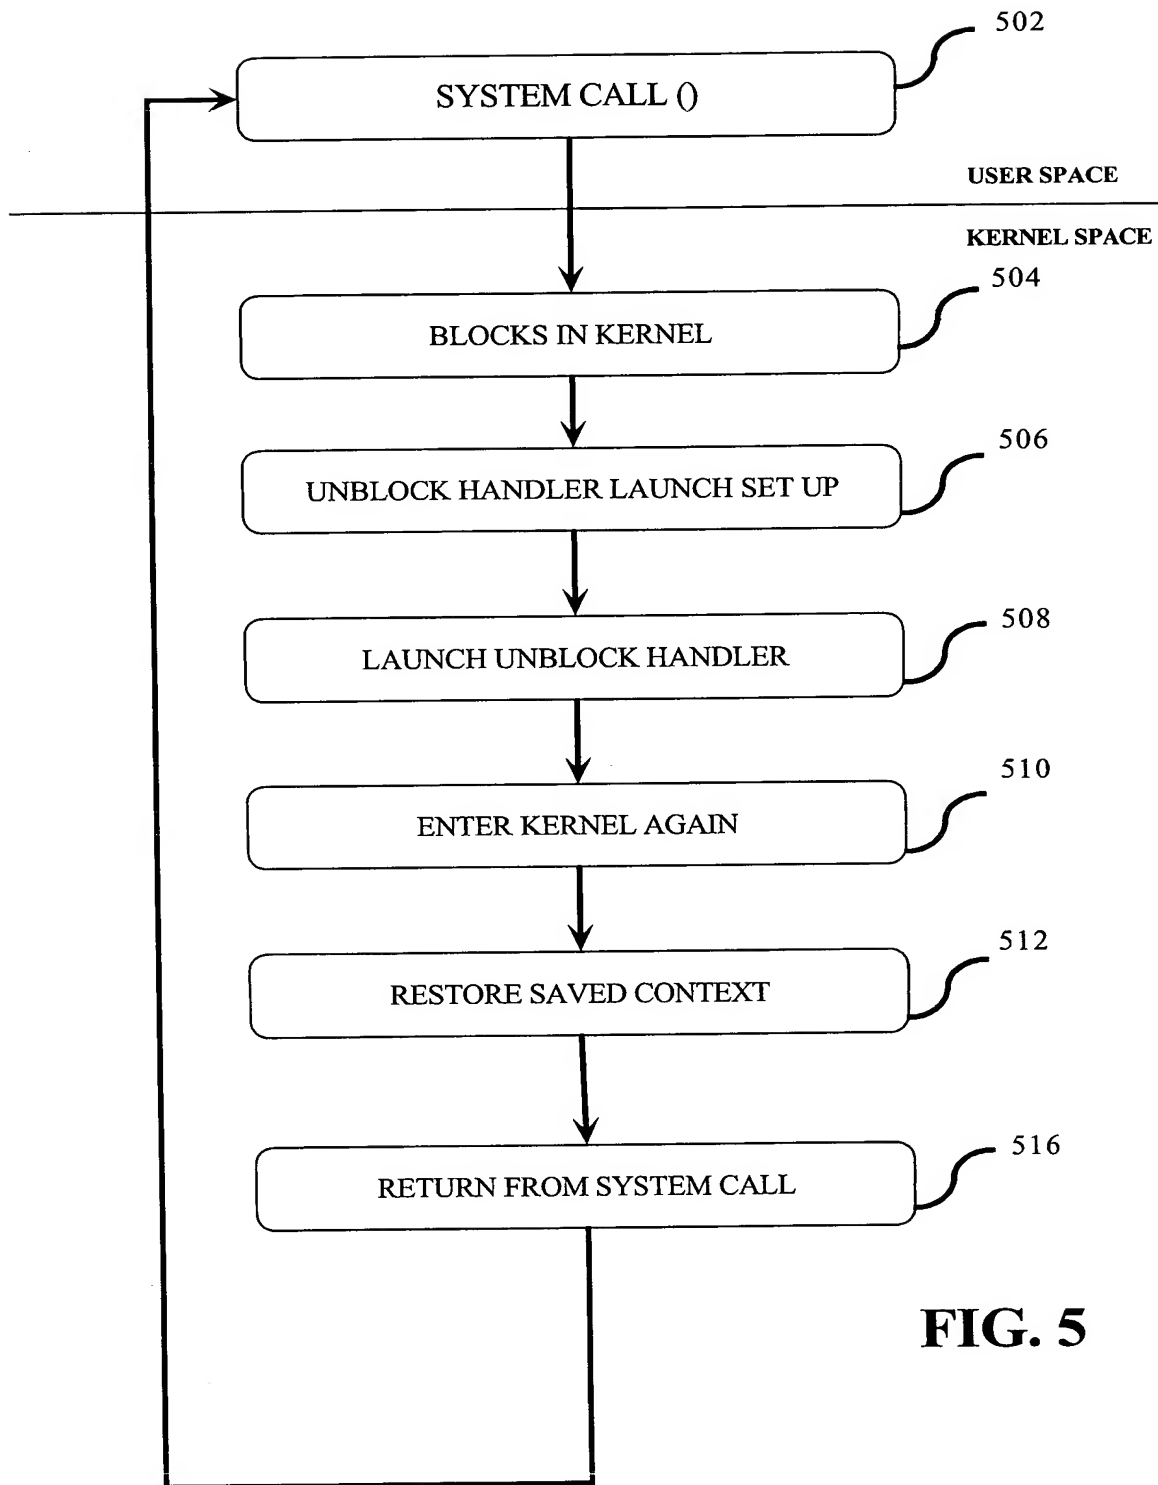 502
SYSTEM CALL ()
USER SPACE
KERNEL SPACE
504
BLOCKS IN KERNEL
506
UNBLOCK HANDLER LAUNCH SET UP
508
LAUNCH UNBLOCK HANDLER
510
ENTER KERNEL AGAIN
512
RESTORE SAVED CONTEXT
516
RETURN FROM SYSTEM CALL
FIG. 5